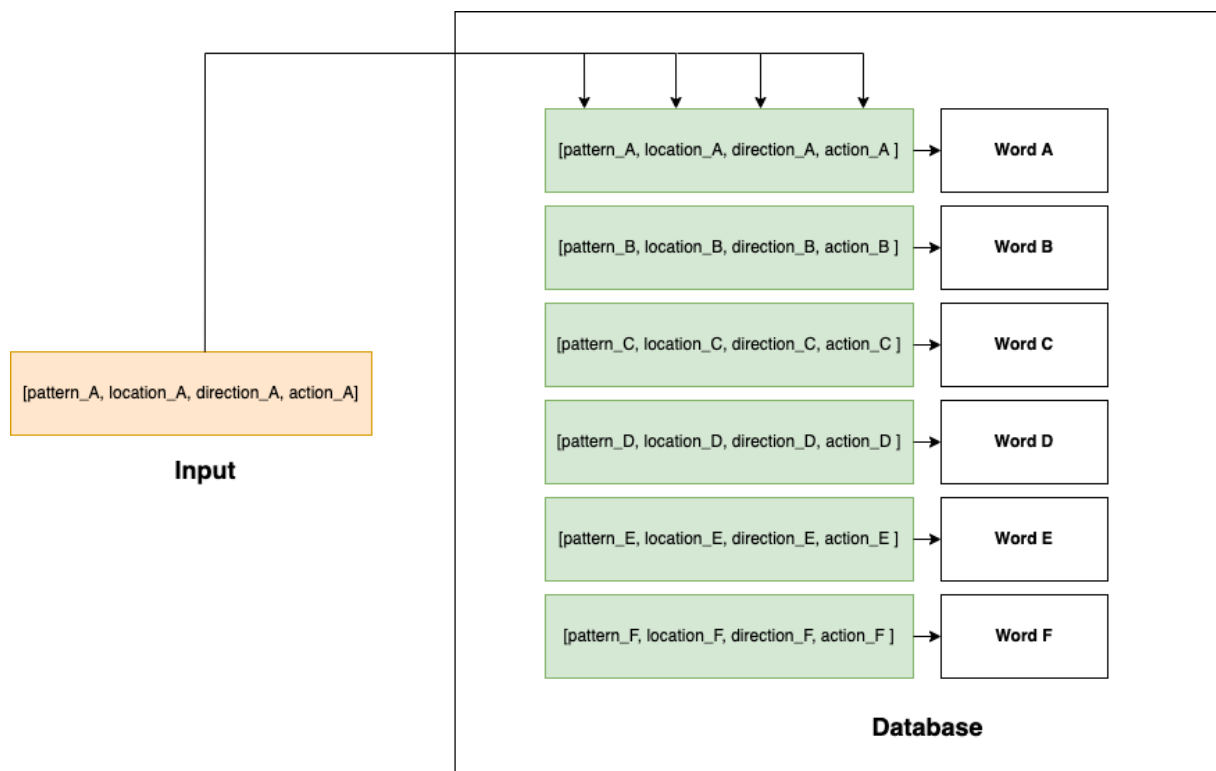 [pattern_A, location_A, direction_A, action_A ]
Word A
[pattern_B, location_B, direction_B, action_B ]
Word B
[pattern_C, location_C, direction_C, action_C ]
Word C
[pattern_A, location_A, direction_A, action_A]
Input
[pattern_D, location_D, direction_D, action_D ]
Word D
[pattern_E, location_E, direction_E, action_E ]
Word E
[pattern_F, location_F, direction_F, action_F ]
Word F
Database